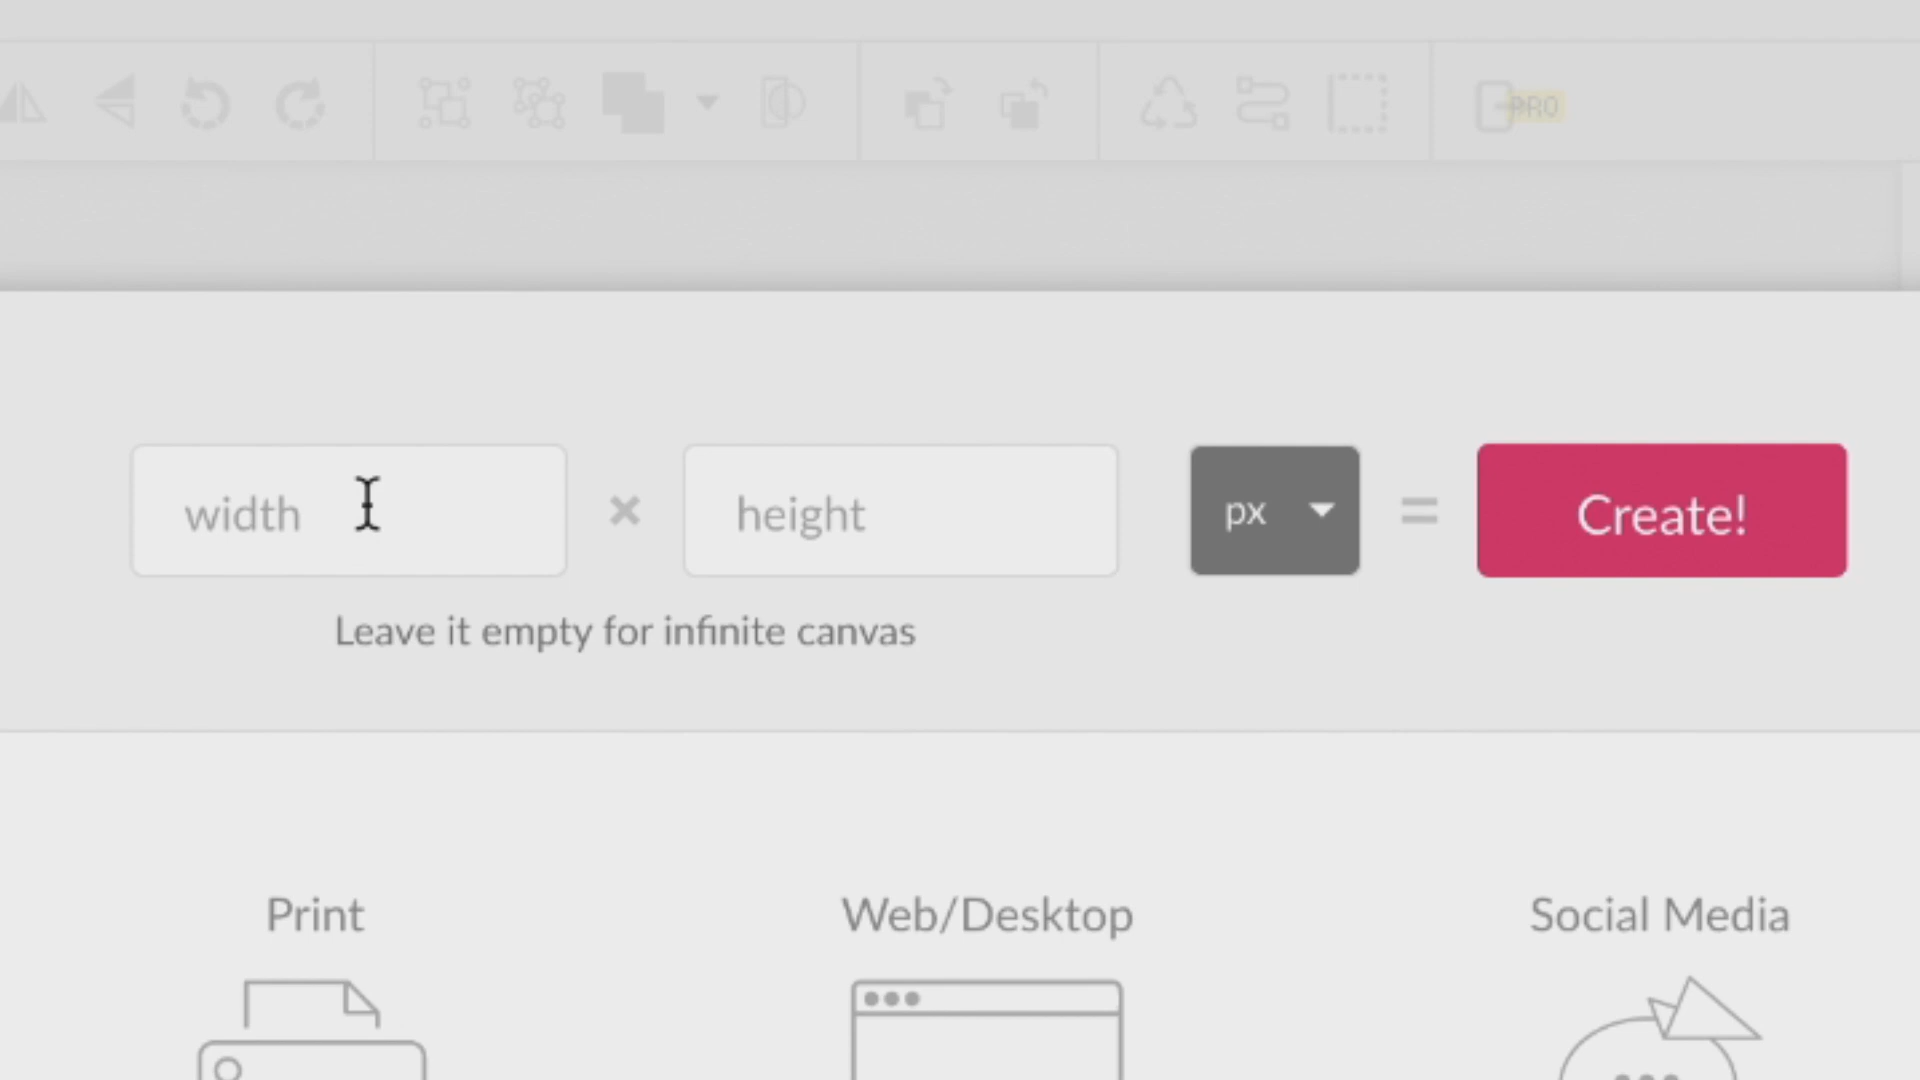 PRO
width × height px = Create!
Leave it empty for infinite canvas
Print Web/Desktop Social Media